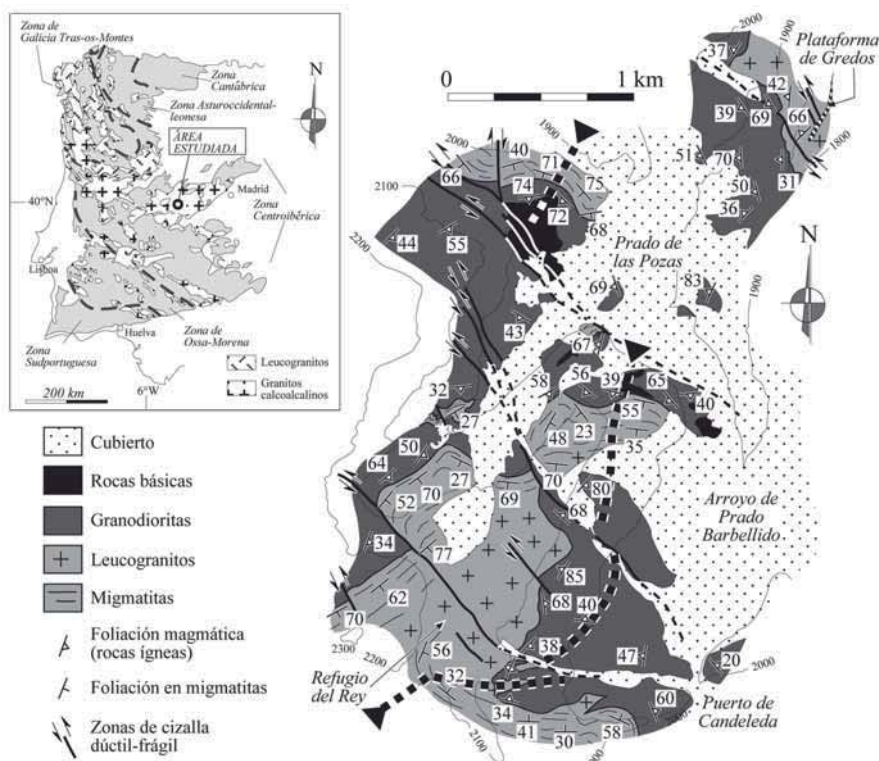 Zona de
Galicia Tras-os-Montes
Zona
Cantábrica
Zona Asturoccidental-
leonesa
ÁREA
ESTUDIADA
N
40°N
Madrid
Zona
Centroibérica
Lisboa
Huelva
Zona de
Ossa-Morena
Zona
Sudportuguesa
6°W
200 km
Leucogranitos
Granitos
calcoalcalinos
Cubierto
Rocas básicas
Granodioritas
Leucogranitos
Migmatitas
Foliación magmática
(rocas ígneas)
Foliación en migmatitas
Zonas de cizalla
dúctil-frágil
0 1 km
2000
1900
37
Plataforma
de Gredos
42
39
69
66
1800
51
70
50
31
36
N
2000
1900
40
71
66
74
75
2100
72
68
2200
44
55
Prado de
las Pozas
69
83
1900
43
67
58
56
39
65
40
32
27
55
48
23
35
50
64
27
70
52
69
70
80
68
Arroyo de
Prado
Barbellido
34
77
85
68
40
62
70
2300
2200
56
38
47
20
2000
Refugio
del Rey
32
34
60
Puerto de
Candeleda
41
30
58
2100